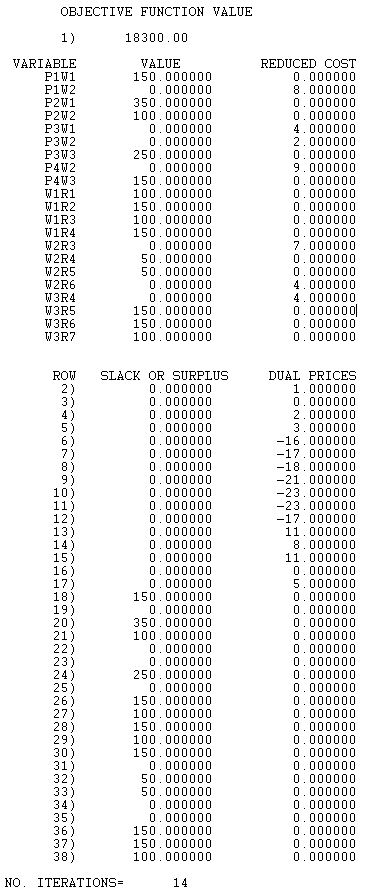 OBJECTIVE FUNCTION VALUE
1) 18300.00
VARIABLE VALUE REDUCED COST
P1W1 150.000000 0.000000
P1W2 0.000000 8.000000
P2W1 350.000000 0.000000
P2W2 100.000000 0.000000
P3W1 0.000000 4.000000
P3W2 0.000000 2.000000
P3W3 250.000000 0.000000
P4W2 0.000000 9.000000
P4W3 150.000000 0.000000
W1R1 100.000000 0.000000
W1R2 150.000000 0.000000
W1R3 100.000000 0.000000
W1R4 150.000000 0.000000
W2R3 0.000000 7.000000
W2R4 50.000000 0.000000
W2R5 50.000000 0.000000
W2R6 0.000000 4.000000
W3R4 0.000000 4.000000
W3R5 150.000000 0.000000
W3R6 150.000000 0.000000
W3R7 100.000000 0.000000
ROW SLACK OR SURPLUS DUAL PRICES
2) 0.000000 1.000000
3) 0.000000 0.000000
4) 0.000000 2.000000
5) 0.000000 3.000000
6) 0.000000 -16.000000
7) 0.000000 -17.000000
8) 0.000000 -18.000000
9) 0.000000 -21.000000
10) 0.000000 -23.000000
11) 0.000000 -23.000000
12) 0.000000 -17.000000
13) 0.000000 11.000000
14) 0.000000 8.000000
15) 0.000000 11.000000
16) 0.000000 0.000000
17) 0.000000 5.000000
18) 150.000000 0.000000
19) 0.000000 0.000000
20) 350.000000 0.000000
21) 100.000000 0.000000
22) 0.000000 0.000000
23) 0.000000 0.000000
24) 250.000000 0.000000
25) 0.000000 0.000000
26) 150.000000 0.000000
27) 100.000000 0.000000
28) 150.000000 0.000000
29) 100.000000 0.000000
30) 150.000000 0.000000
31) 0.000000 0.000000
32) 50.000000 0.000000
33) 50.000000 0.000000
34) 0.000000 0.000000
35) 0.000000 0.000000
36) 150.000000 0.000000
37) 150.000000 0.000000
38) 100.000000 0.000000
NO. ITERATIONS= 14